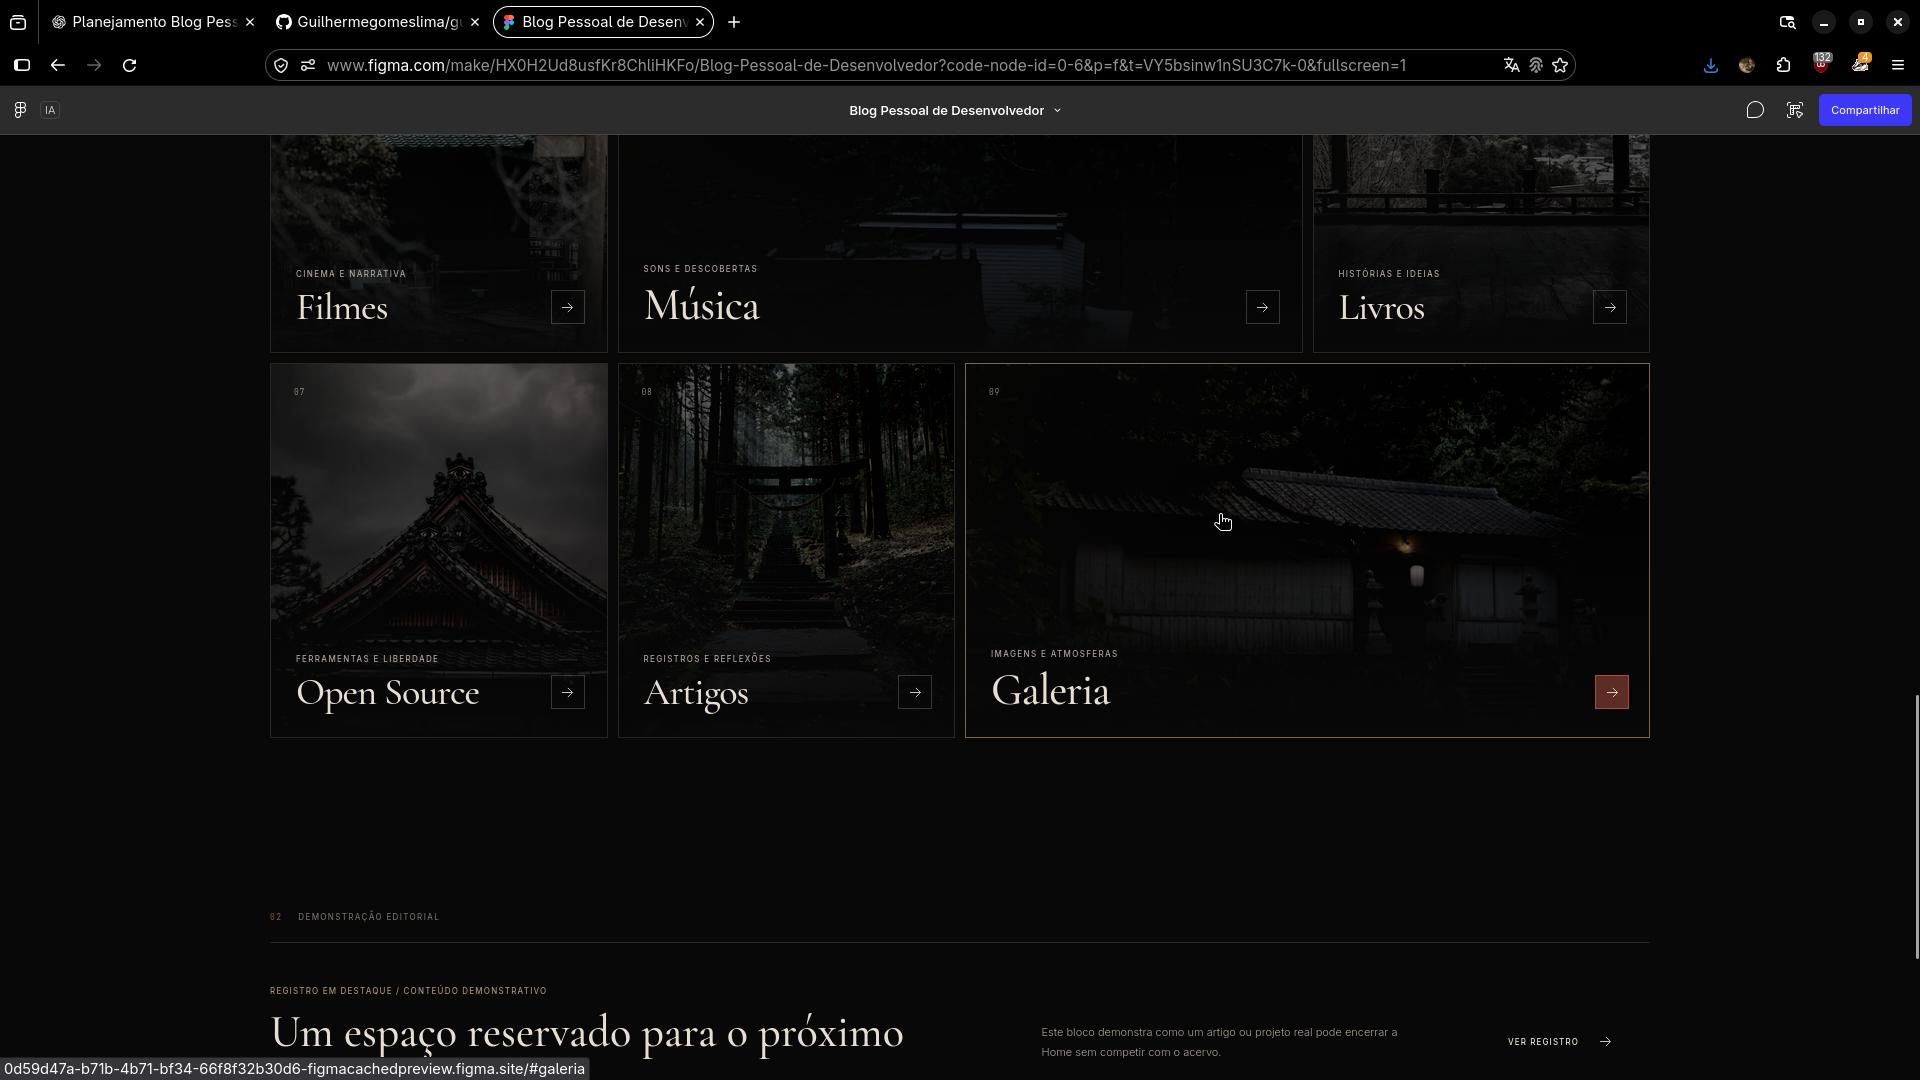 Planejamento Blog Pess
Guilhermegomeslima/gu
Blog Pessoal de Desenv
www.figma.com/make/HX0H2Ud8usfKr8ChliHKFo/Blog-Pessoal-de-Desenvolvedor?code-node-id=0-6&p=f&t=VY5bsinw1nSU3C7k-0&fullscreen=1
132
4
IA
Blog Pessoal de Desenvolvedor
Compartilhar
CINEMA E NARRATIVA
Filmes
SONS E DESCOBERTAS
Música
HISTÓRIAS E IDEIAS
Livros
07
FERRAMENTAS E LIBERDADE
Open Source
08
REGISTROS E REFLEXÕES
Artigos
09
IMAGENS E ATMOSFERAS
Galeria
02 DEMONSTRAÇÃO EDITORIAL
REGISTRO EM DESTAQUE / CONTEÚDO DEMONSTRATIVO
Um espaço reservado para o próximo
Este bloco demonstra como um artigo ou projeto real pode encerrar a
Home sem competir com o acervo.
VER REGISTRO
0d59d47a-b71b-4b71-bf34-66f8f32b30d6-figmacachedpreview.figma.site/#galeria